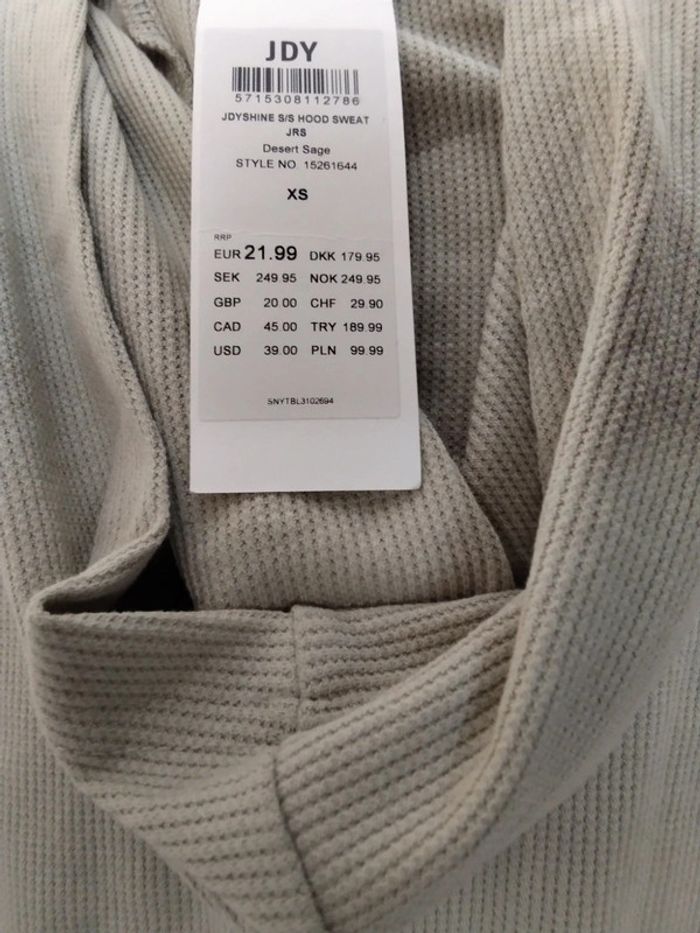 JDY
5715308112786
JDYSHINE S/S HOOD SWEAT
JRS
Desert Sage
STYLE NO. 15261644
XS
RRP
EUR 21.99 DKK 179.95
SEK 249.95 NOK 249.95
GBP 20.00 CHF 29.90
CAD 45.00 TRY 189.99
USD 39.00 PLN 99.99
SNYTBL3102694